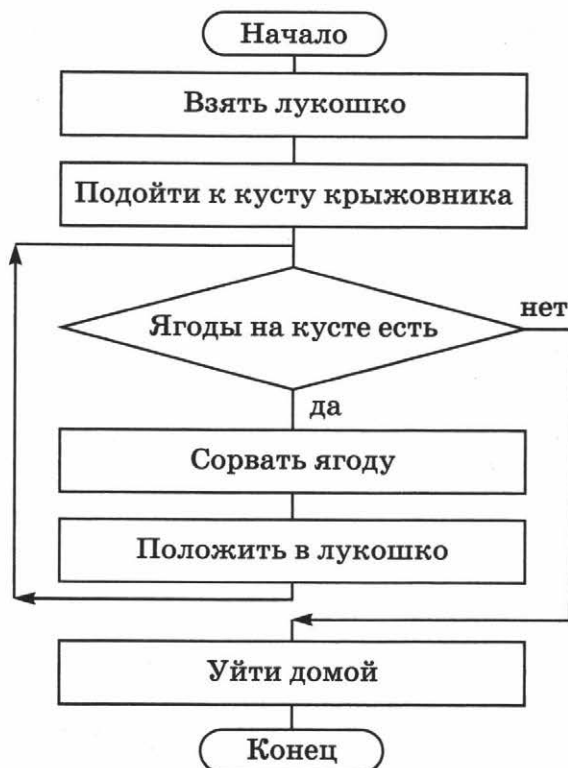 Начало
Взять лукошко
Подойти к кусту крыжовника
Ягоды на кусте есть
нет
да
Сорвать ягоду
Положить в лукошко
Уйти домой
Конец